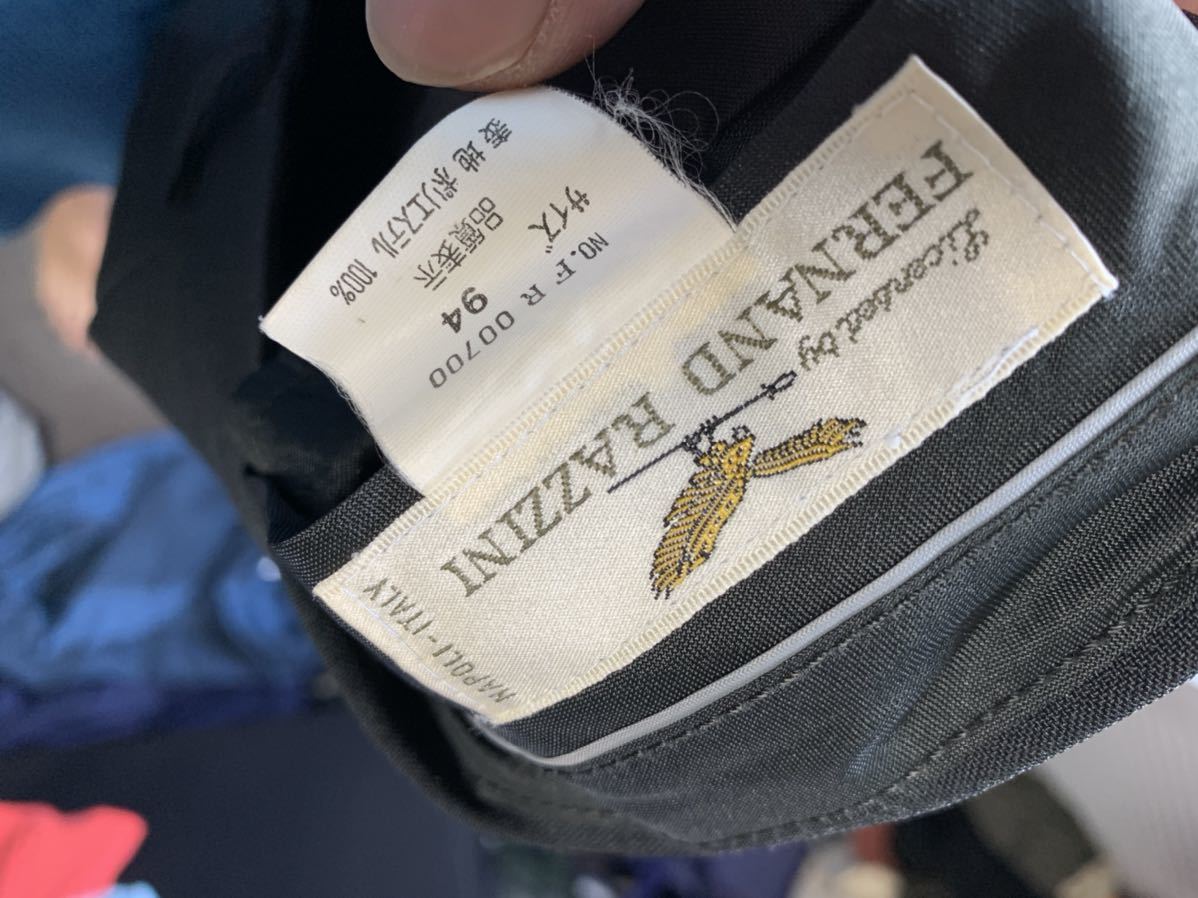 Licensed by
FERNAND RAZZINI
NAPOLI-ITALY
NO.FR 00700
サイズ 94
品質表示
表地 ポリエステル 100%